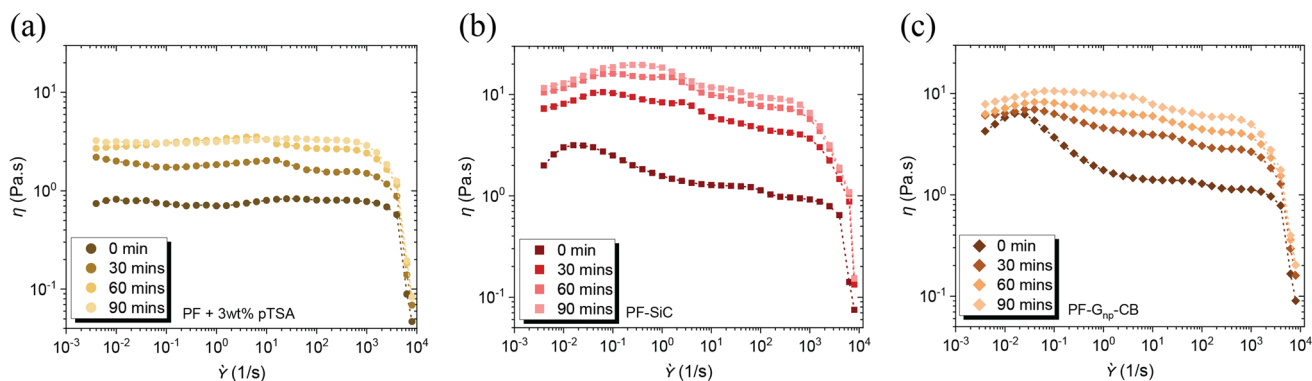 (a)
η (Pa.s)
10¹
10⁰
10⁻¹
0 min
30 mins
60 mins
90 mins
PF + 3wt% pTSA
10⁻³ 10⁻² 10⁻¹ 10⁰ 10¹ 10² 10³ 10⁴
γ̇ (1/s)
(b)
η (Pa.s)
10¹
10⁰
10⁻¹
0 min
30 mins
60 mins
90 mins
PF-SiC
10⁻³ 10⁻² 10⁻¹ 10⁰ 10¹ 10² 10³ 10⁴
γ̇ (1/s)
(c)
η (Pa.s)
10¹
10⁰
10⁻¹
0 min
30 mins
60 mins
90 mins
PF-Gnp-CB
10⁻³ 10⁻² 10⁻¹ 10⁰ 10¹ 10² 10³ 10⁴
γ̇ (1/s)